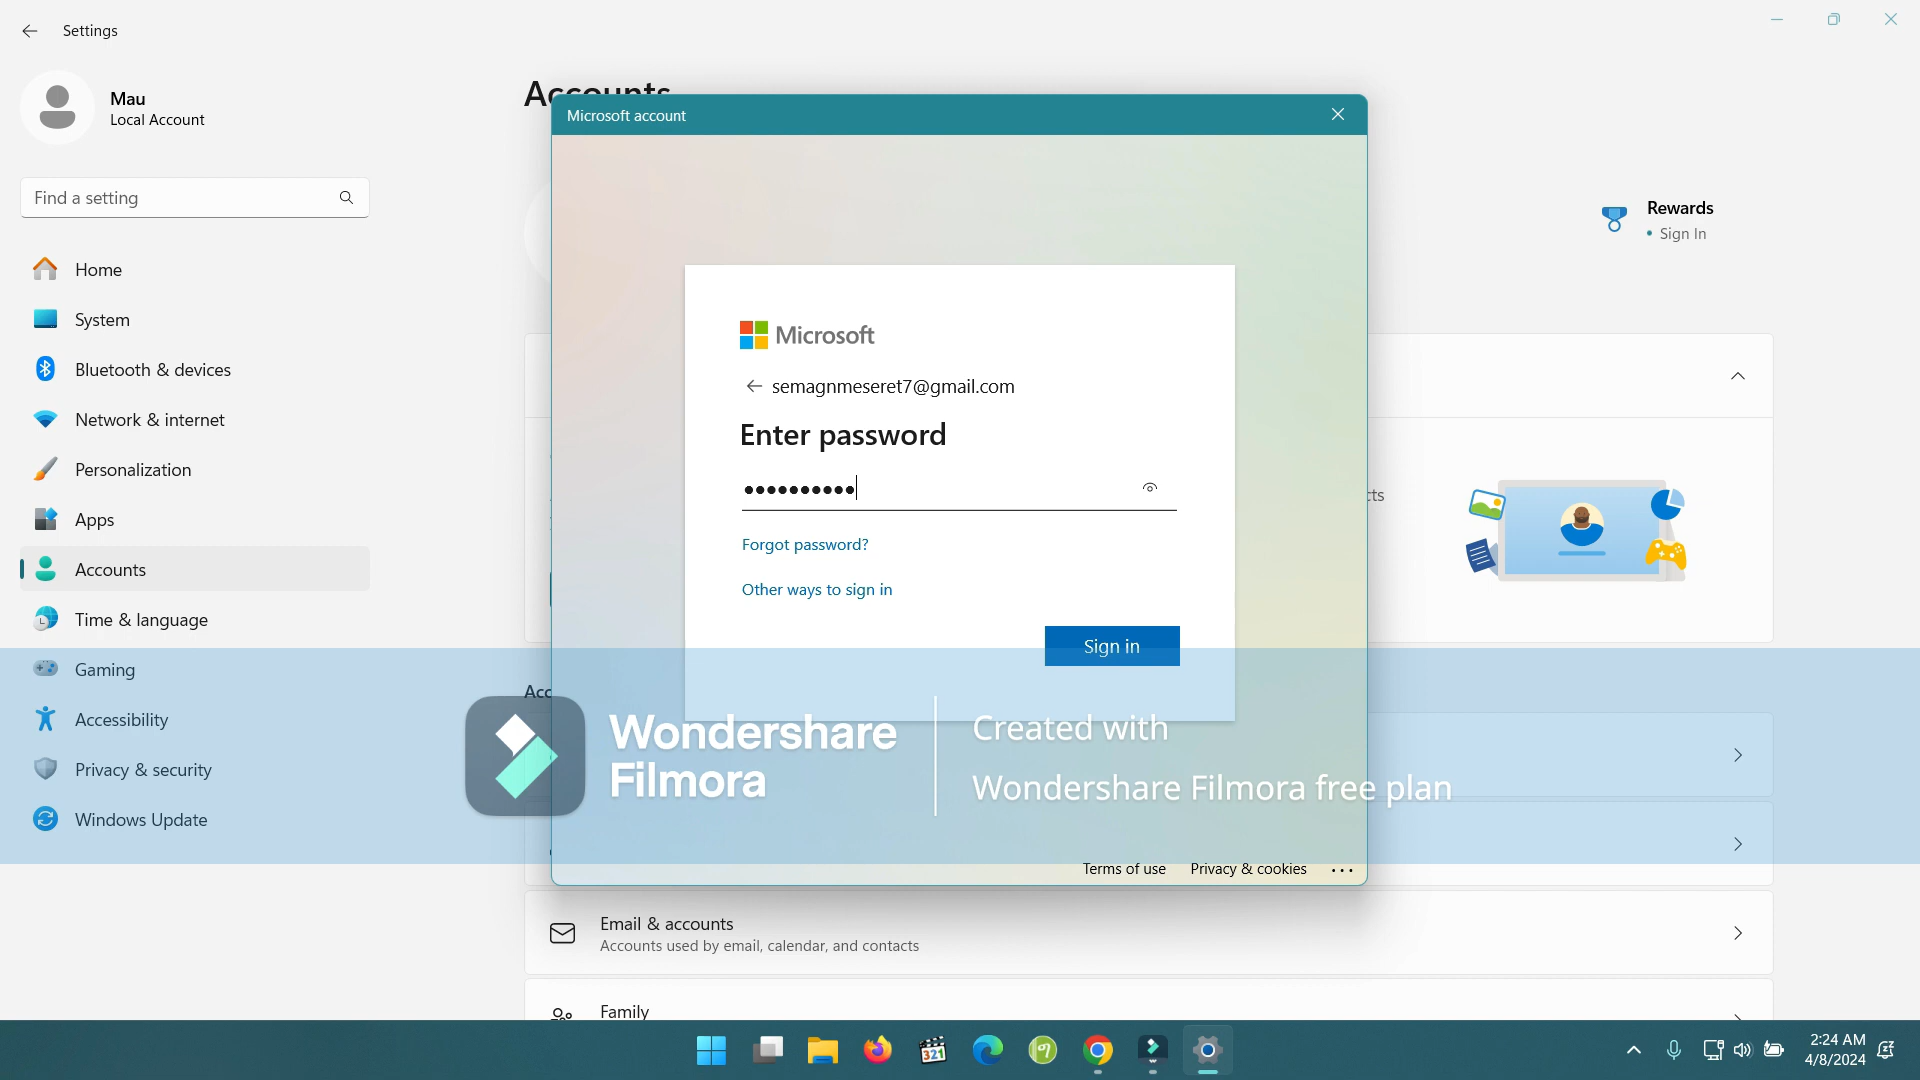 Settings
Mau
Local Account
Find a setting
Home
System
Bluetooth & devices
Network & internet
Personalization
Apps
Accounts
Time & language
Gaming
Accessibility
Privacy & security
Windows Update
Accounts
Rewards
• Sign In
Microsoft account
Microsoft
semagnmeseret7@gmail.com
Enter password
Forgot password?
Other ways to sign in
Sign in
Wondershare
Filmora
Created with
Wondershare Filmora free plan
Terms of use Privacy & cookies ...
Email & accounts
Accounts used by email, calendar, and contacts
Family
321
2:24 AM
4/8/2024